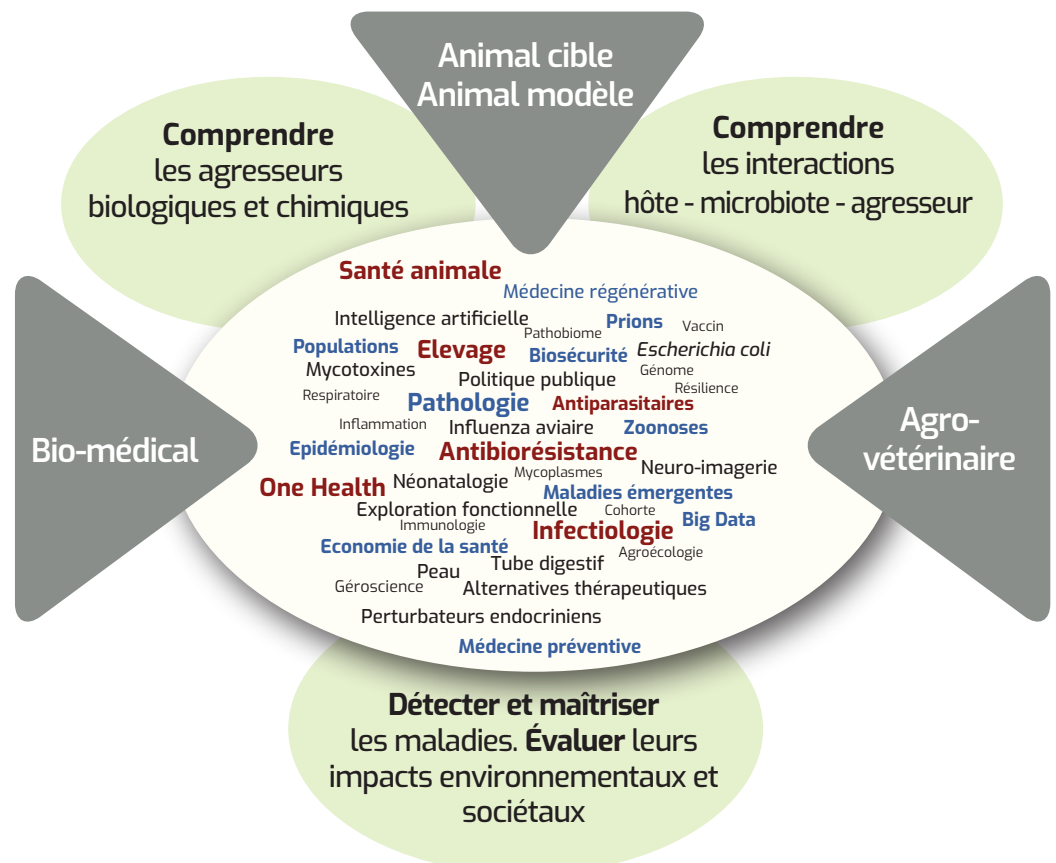 Animal cible
Animal modèle
Comprendre
les agresseurs
biologiques et chimiques
Comprendre
les interactions
hôte - microbiote - agresseur
Bio-médical
Santé animale
Médecine régénérative
Intelligence artificielle
Prions
Vaccin
Pathobiome
Populations
Elevage
Biosécurité
Escherichia coli
Mycotoxines
Politique publique
Génome
Résilience
Respiratoire
Pathologie
Antiparasitaires
Inflammation
Influenza aviaire
Zoonoses
Epidémiologie
Antibiorésistance
Neuro-imagerie
Mycoplasmes
One Health
Néonatalogie
Maladies émergentes
Exploration fonctionnelle
Cohorte
Big Data
Immunologie
Infectiologie
Economie de la santé
Agroécologie
Tube digestif
Peau
Géroscience
Alternatives thérapeutiques
Perturbateurs endocriniens
Médecine préventive
Agro-
vétérinaire
Détecter et maîtriser
les maladies. Évaluer leurs
impacts environnementaux et
sociétaux